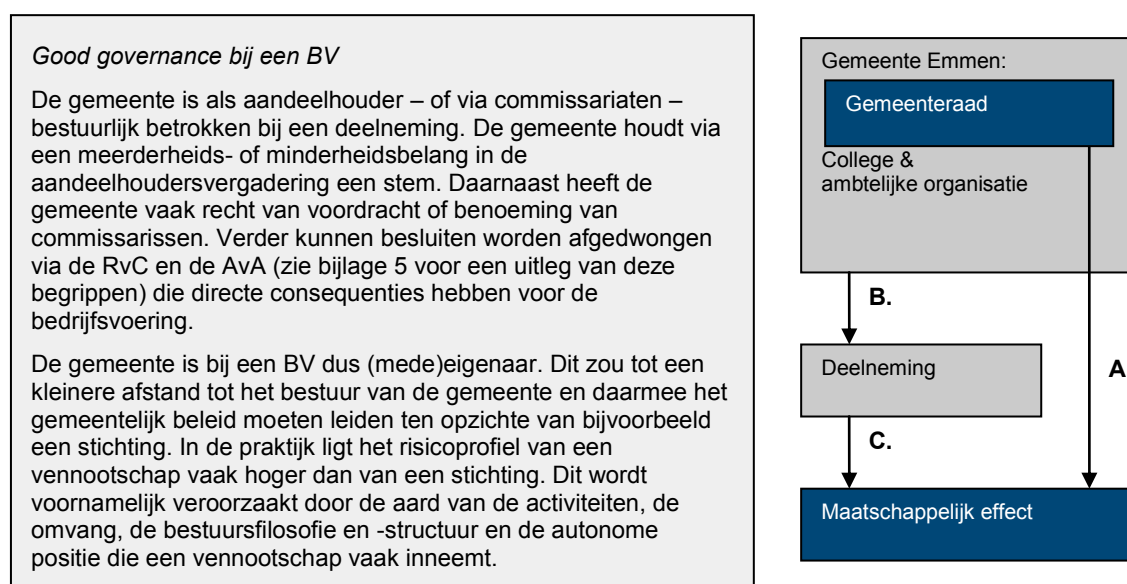 Good governance bij een BV
De gemeente is als aandeelhouder – of via commissariaten –
bestuurlijk betrokken bij een deelneming. De gemeente houdt via
een meerderheids- of minderheidsbelang in de
aandeelhoudersvergadering een stem. Daarnaast heeft de
gemeente vaak recht van voordracht of benoeming van
commissarissen. Verder kunnen besluiten worden afgedwongen
via de RvC en de AvA (zie bijlage 5 voor een uitleg van deze
begrippen) die directe consequenties hebben voor de
bedrijfsvoering.
De gemeente is bij een BV dus (mede)eigenaar. Dit zou tot een
kleinere afstand tot het bestuur van de gemeente en daarmee het
gemeentelijk beleid moeten leiden ten opzichte van bijvoorbeeld
een stichting. In de praktijk ligt het risicoprofiel van een
vennootschap vaak hoger dan van een stichting. Dit wordt
voornamelijk veroorzaakt door de aard van de activiteiten, de
omvang, de bestuursfilosofie en -structuur en de autonome
positie die een vennootschap vaak inneemt.
Gemeente Emmen:
Gemeenteraad
College &
ambtelijke organisatie
B.
Deelneming
A
C.
Maatschappelijk effect